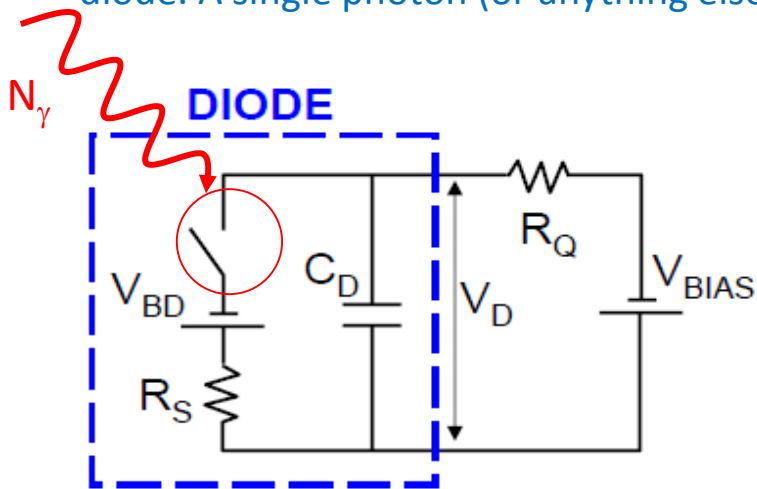 diode. A single photon (or anything else
Nγ
DIODE
RQ
VBD
CD
VD
VBIAS
RS